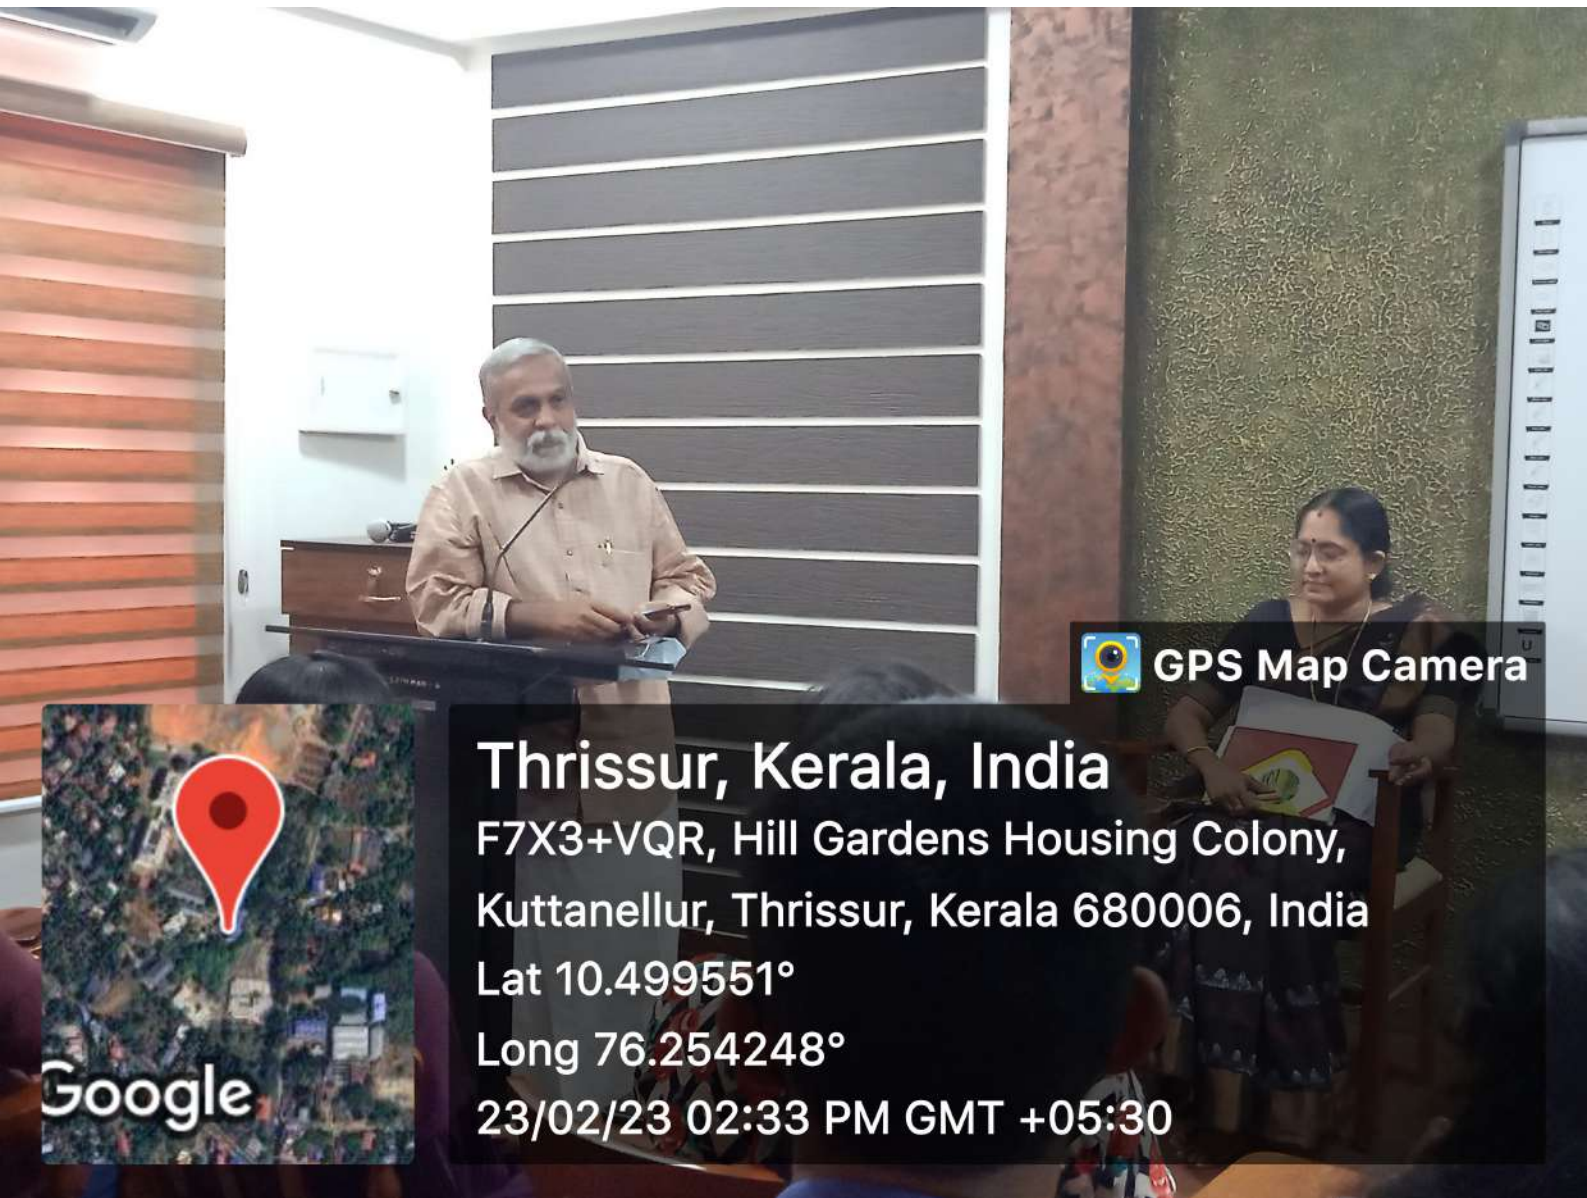 GPS Map Camera
Thrissur, Kerala, India
F7X3+VQR, Hill Gardens Housing Colony,
Kuttanellur, Thrissur, Kerala 680006, India
Lat 10.499551°
Long 76.254248°
23/02/23 02:33 PM GMT +05:30
Google